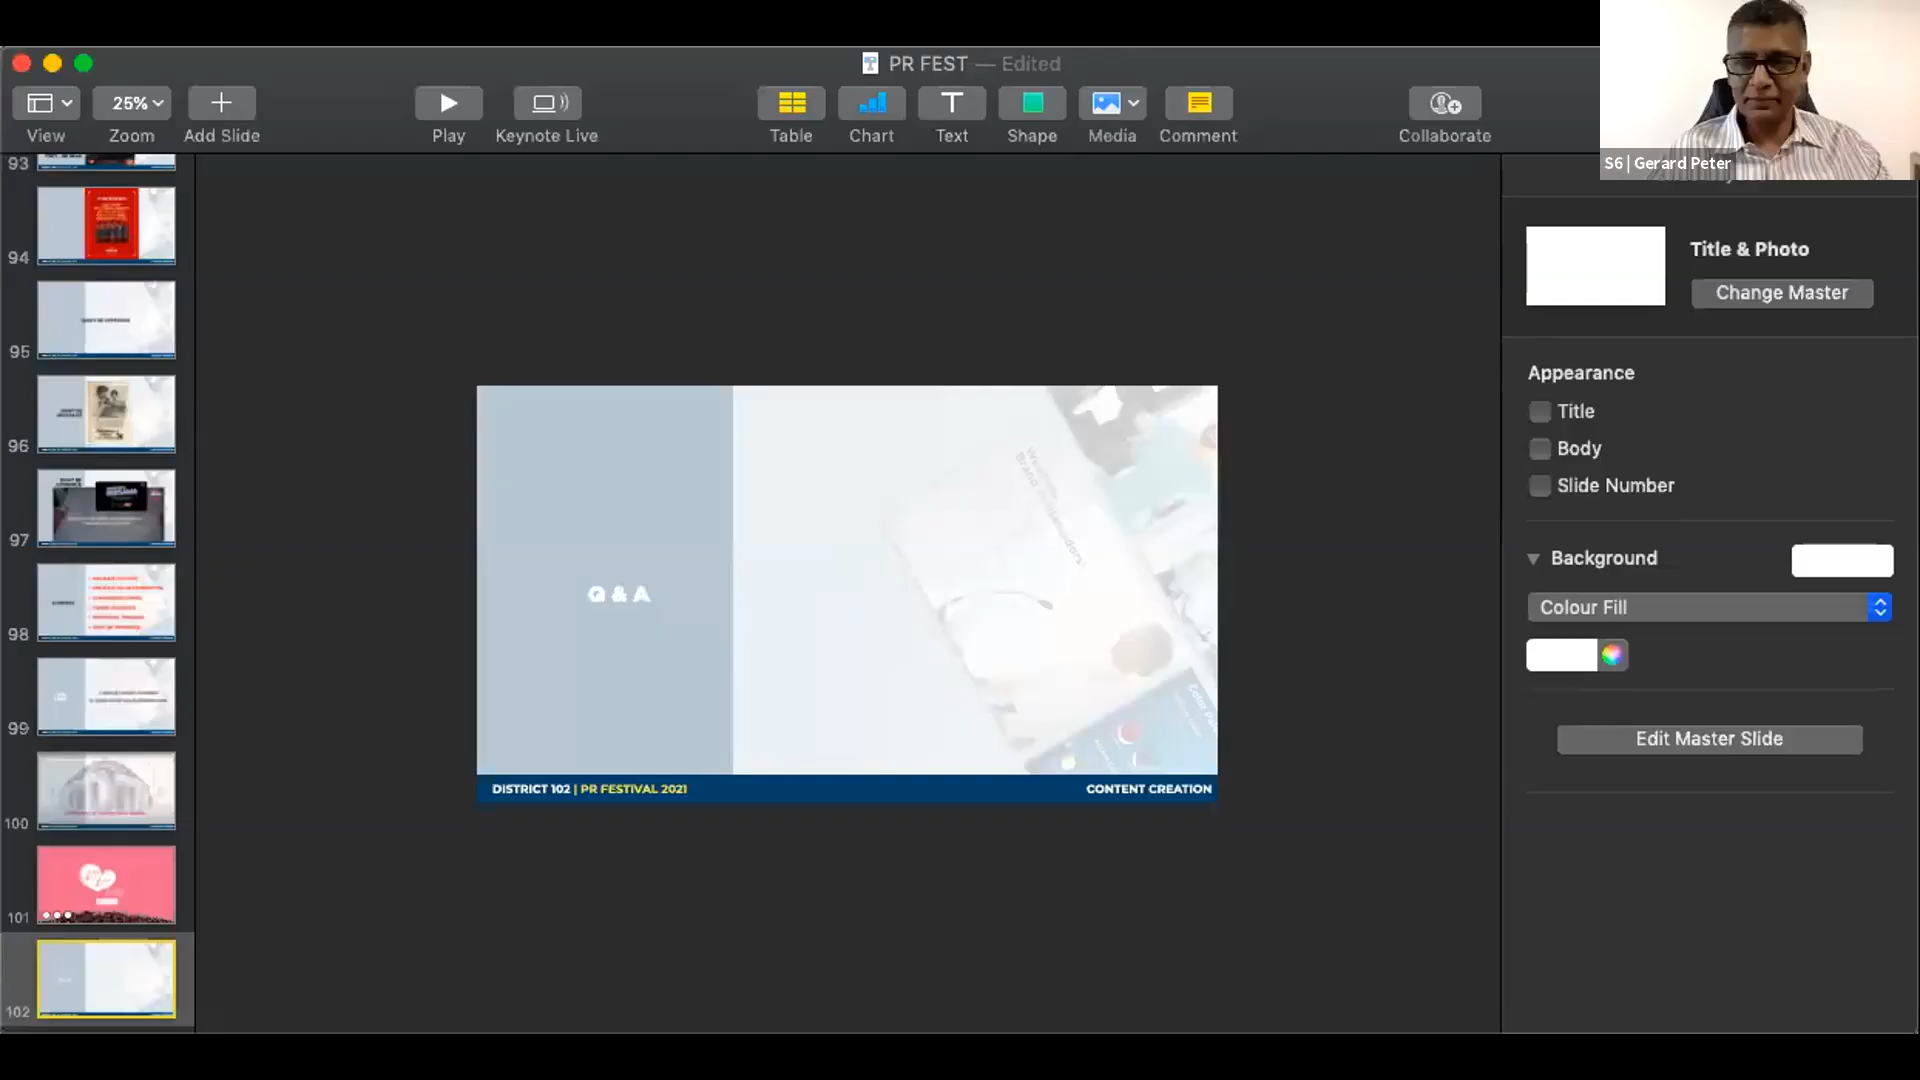 PR FEST — Edited
25%
View
Zoom
Add Slide
Play
Keynote Live
Table
Chart
Text
Shape
Media
Comment
Collaborate
S6 | Gerard Peter
93
94
95
96
97
98
99
100
101
102
Q & A
DISTRICT 102 | PR FESTIVAL 2021
CONTENT CREATION
Title & Photo
Change Master
Appearance
Title
Body
Slide Number
Background
Colour Fill
Edit Master Slide